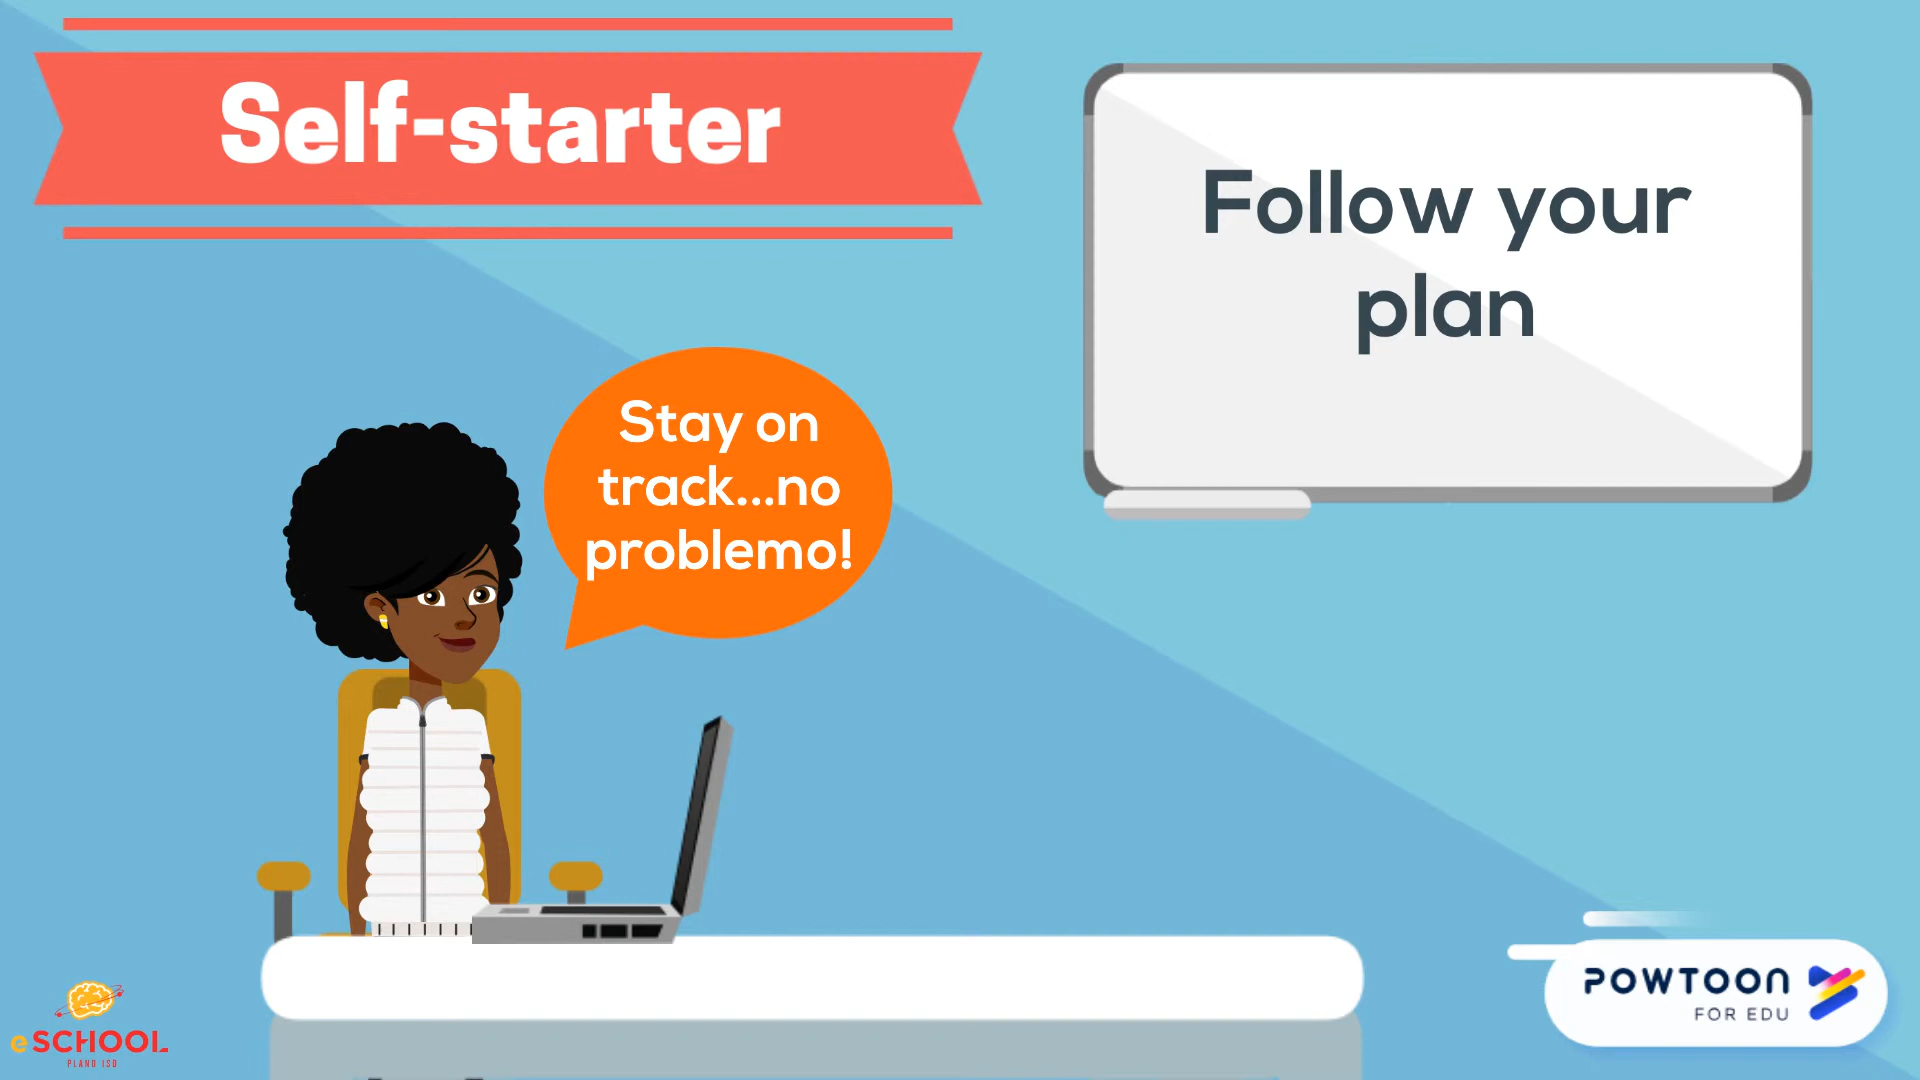 Self-starter
Follow your
plan
Stay on
track...no
problemo!
POWTOON
FOR EDU
eSCHOOL
PLANO ISD